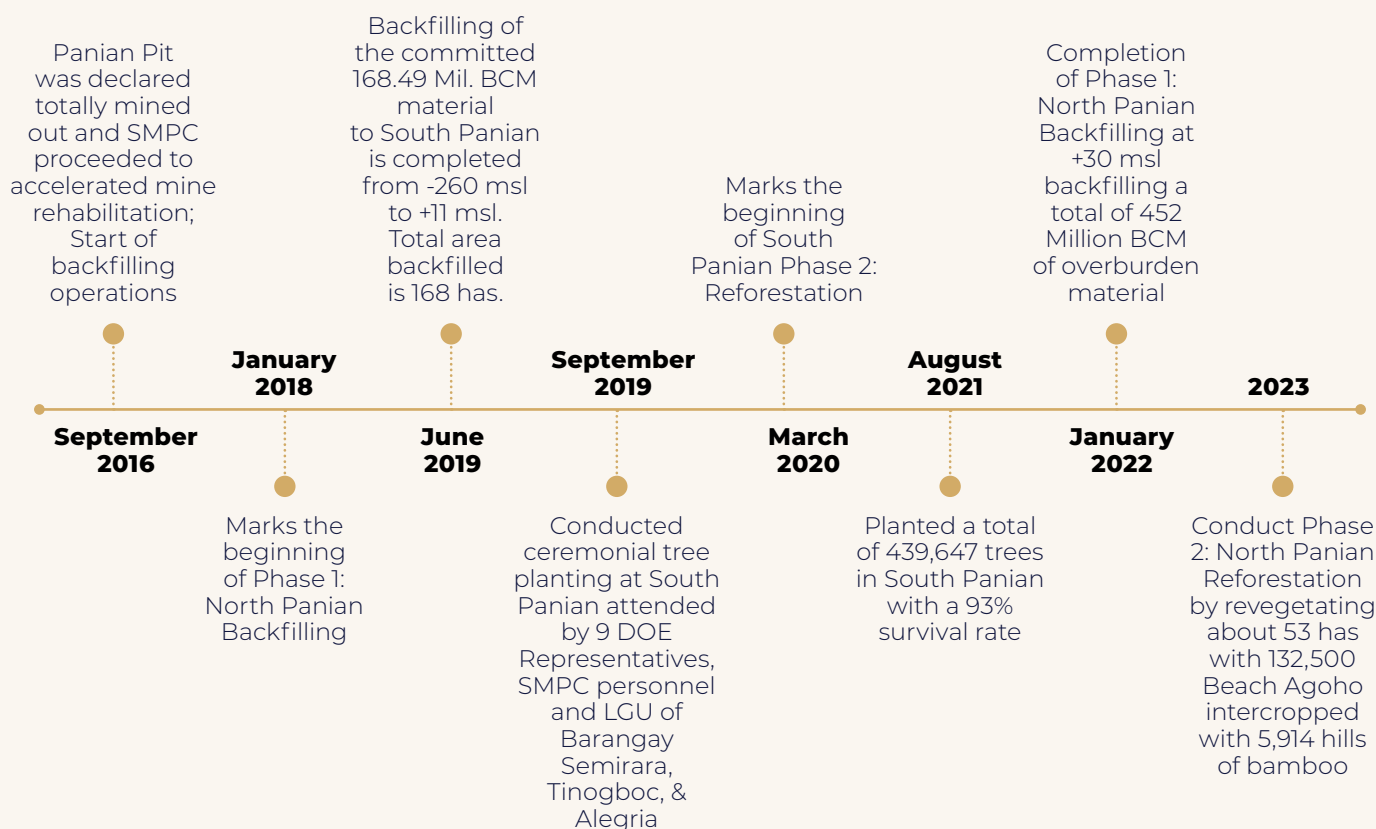 Panian Pit
was declared
totally mined
out and SMPC
proceeded to
accelerated mine
rehabilitation;
Start of
backfilling
operations
September
2016
January
2018
Marks the
beginning
of Phase 1:
North Panian
Backfilling
Backfilling of
the committed
168.49 Mil. BCM
material
to South Panian
is completed
from -260 msl
to +11 msl.
Total area
backfilled
is 168 has.
June
2019
September
2019
Conducted
ceremonial tree
planting at South
Panian attended
by 9 DOE
Representatives,
SMPC personnel
and LGU of
Barangay
Semirara,
Tinogboc, &
Alegria
Marks the
beginning
of South
Panian Phase 2:
Reforestation
March
2020
August
2021
Planted a total
of 439,647 trees
in South Panian
with a 93%
survival rate
Completion
of Phase 1:
North Panian
Backfilling at
+30 msl
backfilling a
total of 452
Million BCM
of overburden
material
January
2022
2023
Conduct Phase
2: North Panian
Reforestation
by revegetating
about 53 has
with 132,500
Beach Agoho
intercropped
with 5,914 hills
of bamboo